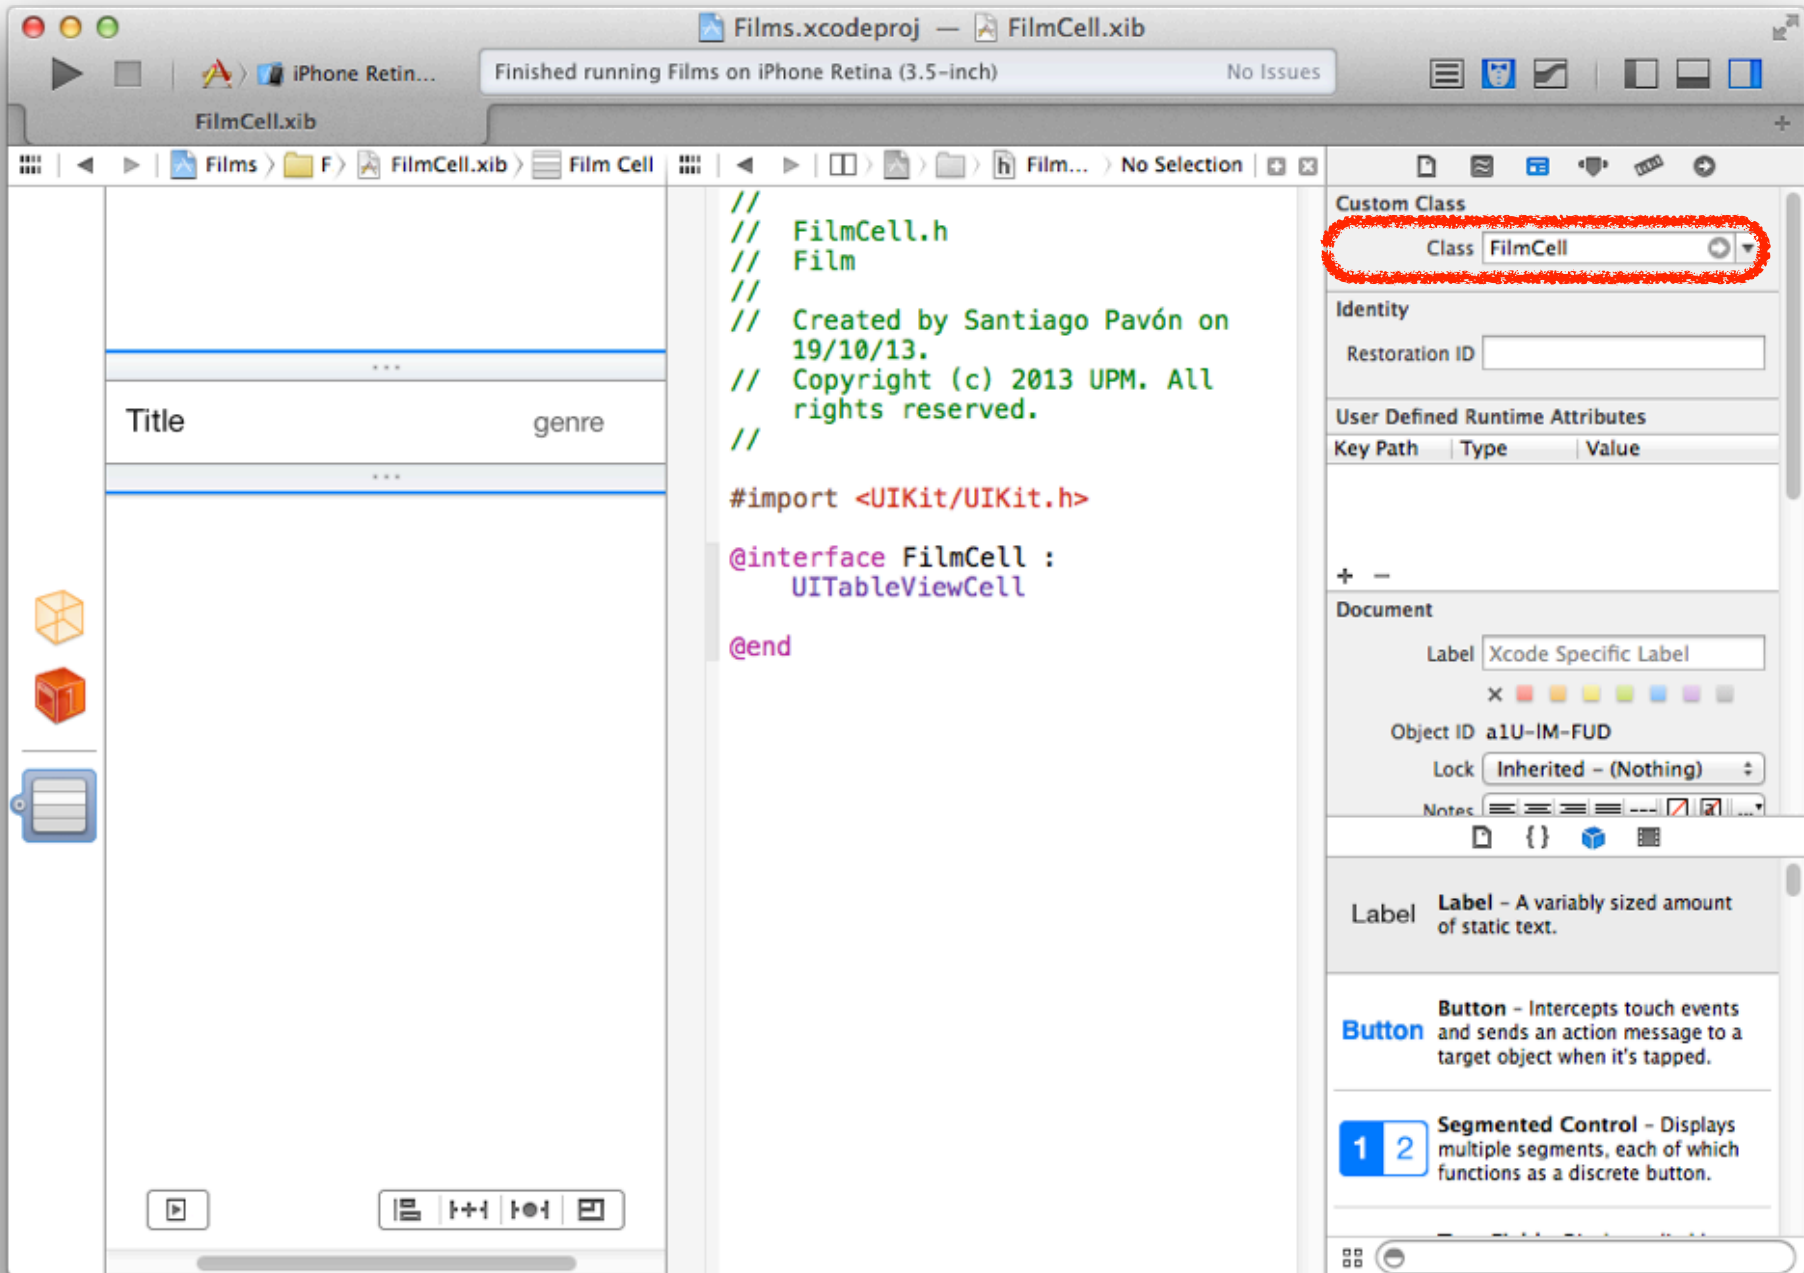 Films.xcodeproj — FilmCell.xib
iPhone Retin...
Finished running Films on iPhone Retina (3.5-inch)
No Issues
FilmCell.xib
Films
F
FilmCell.xib
Film Cell
Film...
No Selection
Title
genre
//
// FilmCell.h
// Film
//
// Created by Santiago Pavón on
19/10/13.
// Copyright (c) 2013 UPM. All
rights reserved.
//
#import <UIKit/UIKit.h>
@interface FilmCell :
UITableViewCell
@end
Custom Class
Class FilmCell
Identity
Restoration ID
User Defined Runtime Attributes
Key Path Type Value
Document
Label Xcode Specific Label
Object ID a1U-lM-FUD
Lock Inherited - (Nothing)
Notes
Label
Label - A variably sized amount
of static text.
Button
Button - Intercepts touch events
and sends an action message to a
target object when it's tapped.
1 2
Segmented Control - Displays
multiple segments, each of which
functions as a discrete button.